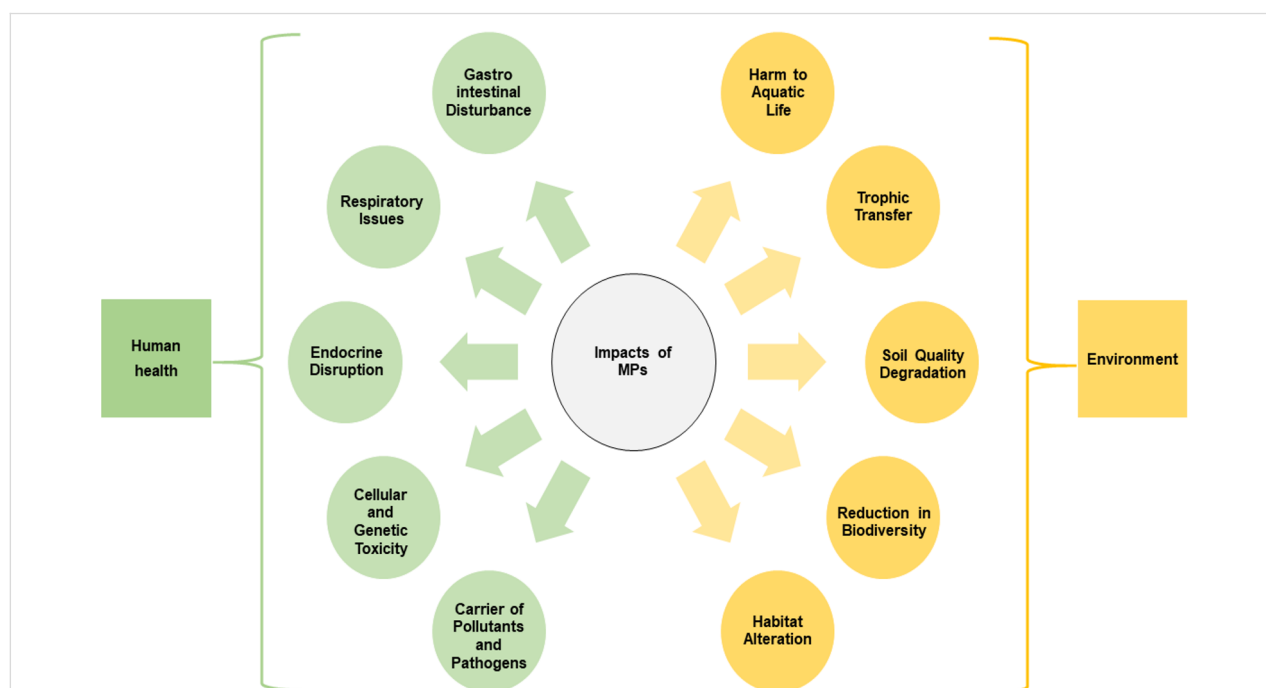 Gastro
intestinal
Disturbance
Harm to
Aquatic
Life
Respiratory
Issues
Trophic
Transfer
Human
health
Endocrine
Disruption
Impacts of
MPs
Soil Quality
Degradation
Environment
Cellular
and
Genetic
Toxicity
Reduction in
Biodiversity
Carrier of
Pollutants
and
Pathogens
Habitat
Alteration